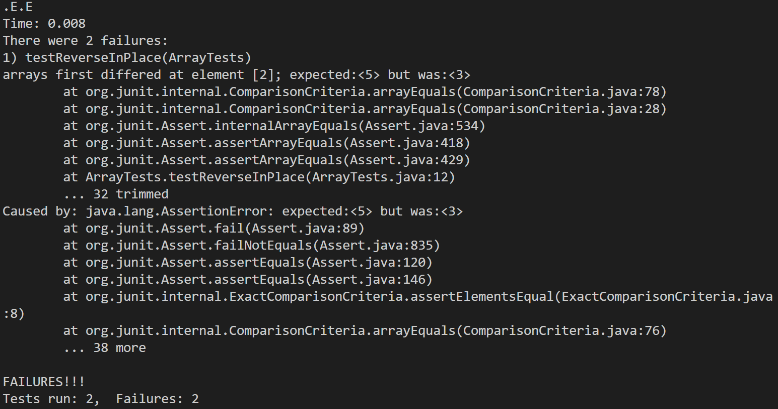 .E.E
Time: 0.008
There were 2 failures:
1) testReverseInPlace(ArrayTests)
arrays first differed at element [2]; expected:<5> but was:<3>
        at org.junit.internal.ComparisonCriteria.arrayEquals(ComparisonCriteria.java:78)
        at org.junit.internal.ComparisonCriteria.arrayEquals(ComparisonCriteria.java:28)
        at org.junit.Assert.internalArrayEquals(Assert.java:534)
        at org.junit.Assert.assertArrayEquals(Assert.java:418)
        at org.junit.Assert.assertArrayEquals(Assert.java:429)
        at ArrayTests.testReverseInPlace(ArrayTests.java:12)
        ... 32 trimmed
Caused by: java.lang.AssertionError: expected:<5> but was:<3>
        at org.junit.Assert.fail(Assert.java:89)
        at org.junit.Assert.failNotEquals(Assert.java:835)
        at org.junit.Assert.assertEquals(Assert.java:120)
        at org.junit.Assert.assertEquals(Assert.java:146)
        at org.junit.internal.ExactComparisonCriteria.assertElementsEqual(ExactComparisonCriteria.java
:8)
        at org.junit.internal.ComparisonCriteria.arrayEquals(ComparisonCriteria.java:76)
        ... 38 more

FAILURES!!!
Tests run: 2,  Failures: 2